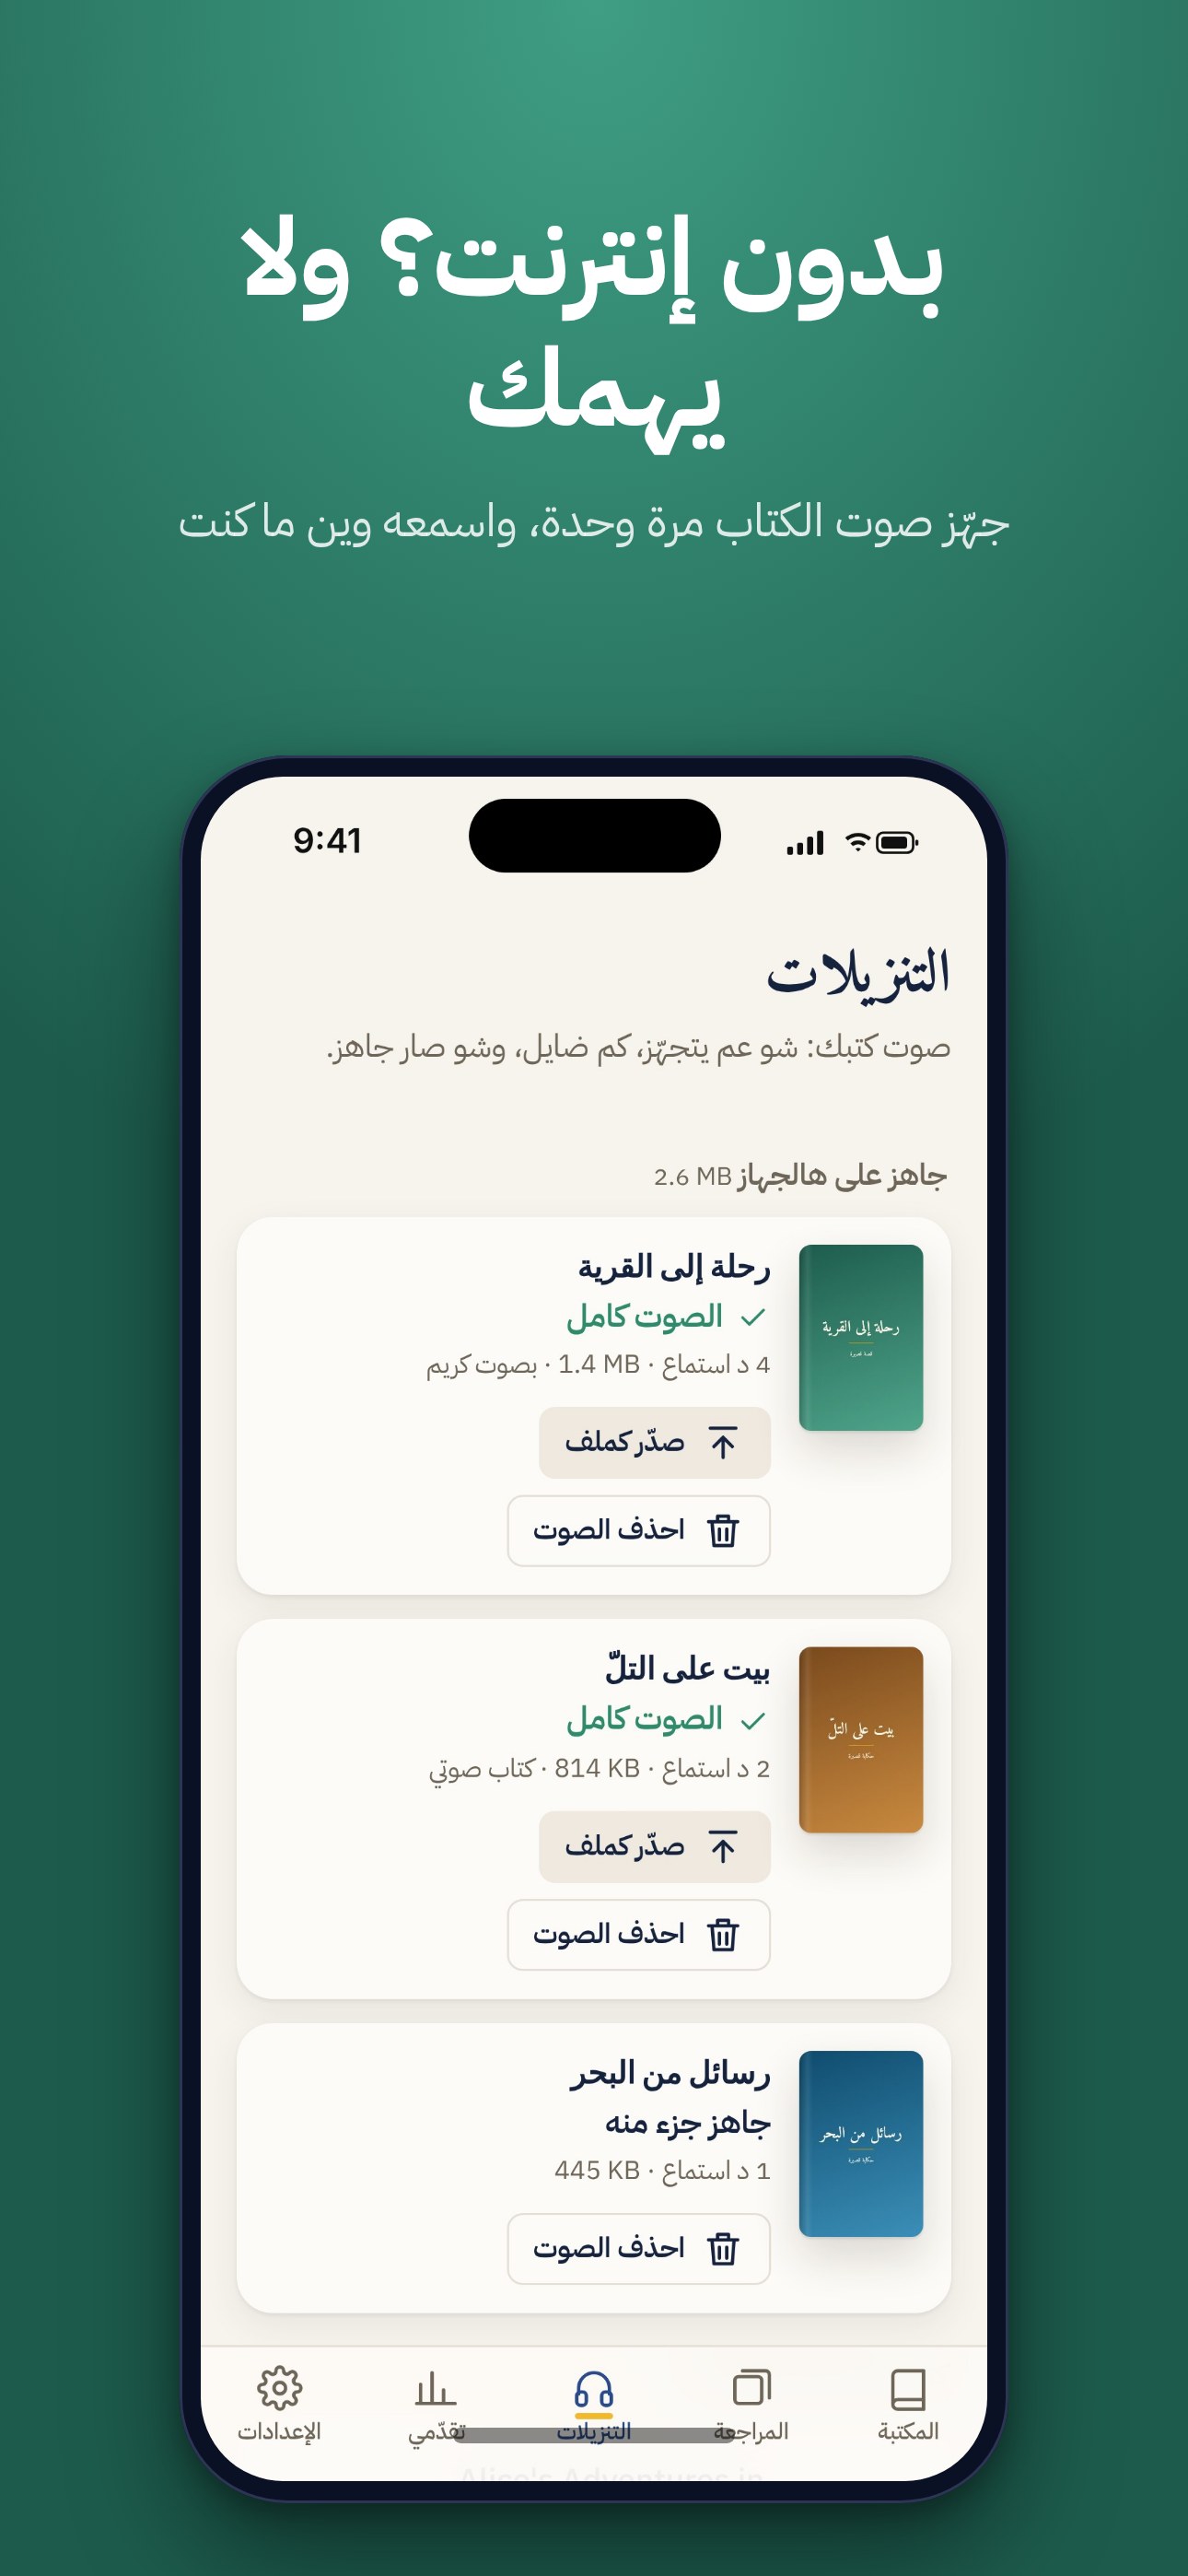 بدون إنترنت؟ ولا
يهمك
جهّز صوت الكتاب مرة وحدة، واسمعه وين ما كنت
9:41
التنزيلات
صوت كتبك: شو عم يتجهّز، كم ضايل، وشو صار جاهز.
جاهز على هالجهاز 2.6 MB
رحلة إلى القرية
رحلة إلى القرية
الصوت كامل
4 د استماع · 1.4 MB · بصوت كريم
صدّر كملف
احذف الصوت
بيت على التلّ
بيت على التلّ
الصوت كامل
2 د استماع · 814 KB · كتاب صوتي
صدّر كملف
احذف الصوت
رسائل من البحر
رسائل من البحر
جاهز جزء منه
1 د استماع · 445 KB
احذف الصوت
المكتبة
المراجعة
التنزيلات
تقدّمي
الإعدادات
Alice's Adventures in